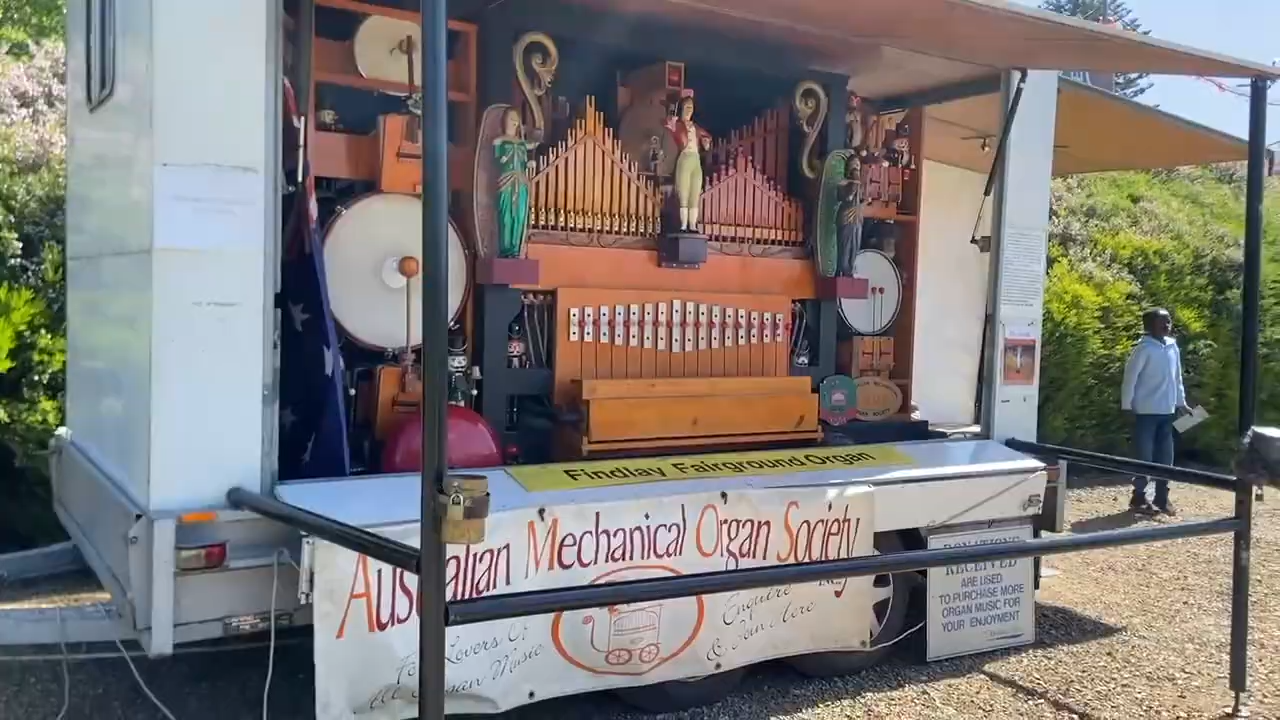 Findlay Fairground Organ
Australian Mechanical Organ Society
For Lovers Of
All Organ Music
Enquire
& Join Here
DONATIONS
RECEIVED
ARE USED
TO PURCHASE MORE
ORGAN MUSIC FOR
YOUR ENJOYMENT